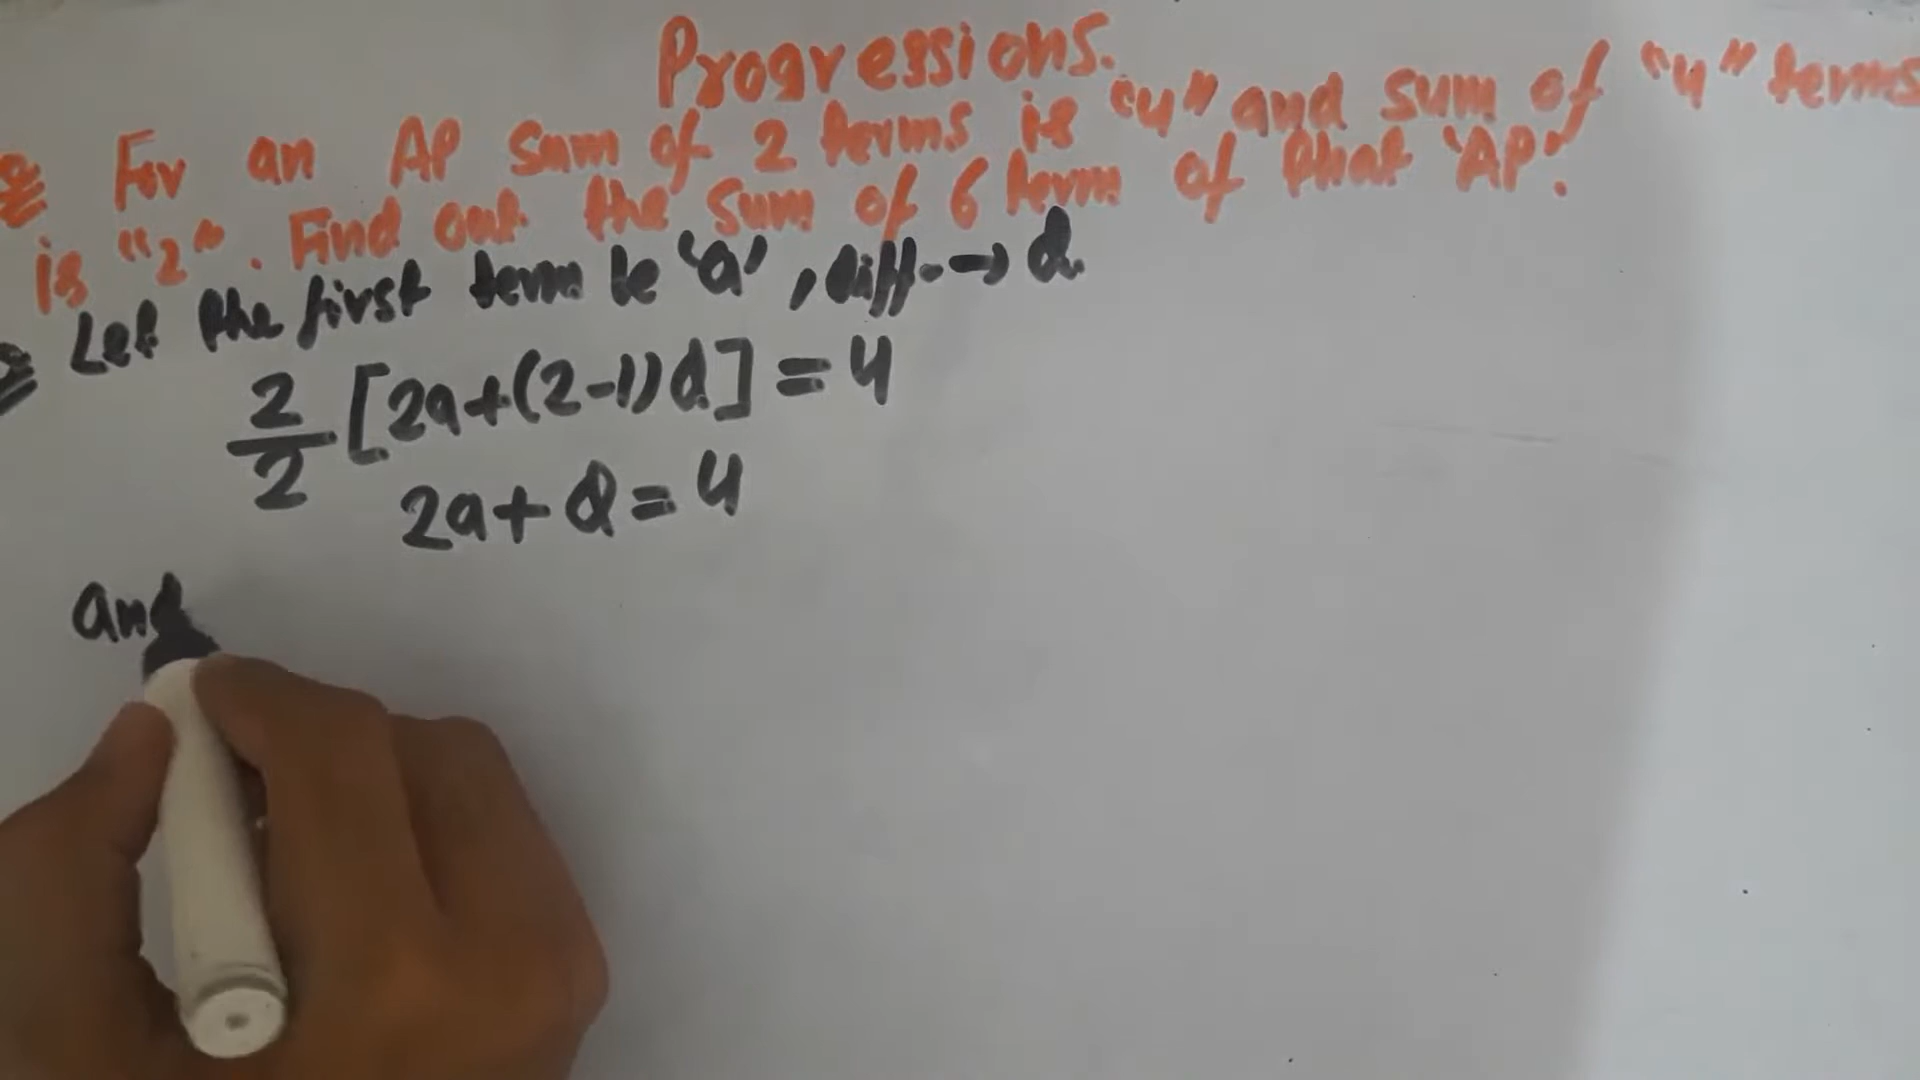 Progressions.
Q For an AP Sum of 2 terms is "4" and sum of "4" terms
is "2". Find out the sum of 6 term of that 'AP'.
Let the first term be 'a', diff. → d
2/2 [2a+(2-1)d] = 4
2a+d = 4
and